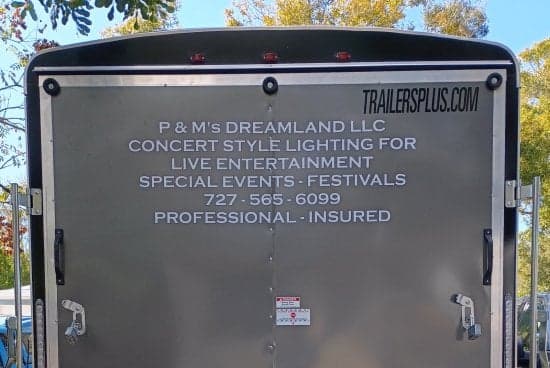 TRAILERSPLUS.COM
P & M's DREAMLAND LLC
CONCERT STYLE LIGHTING FOR
LIVE ENTERTAINMENT
SPECIAL EVENTS - FESTIVALS
727 - 565 - 6099
PROFESSIONAL - INSURED